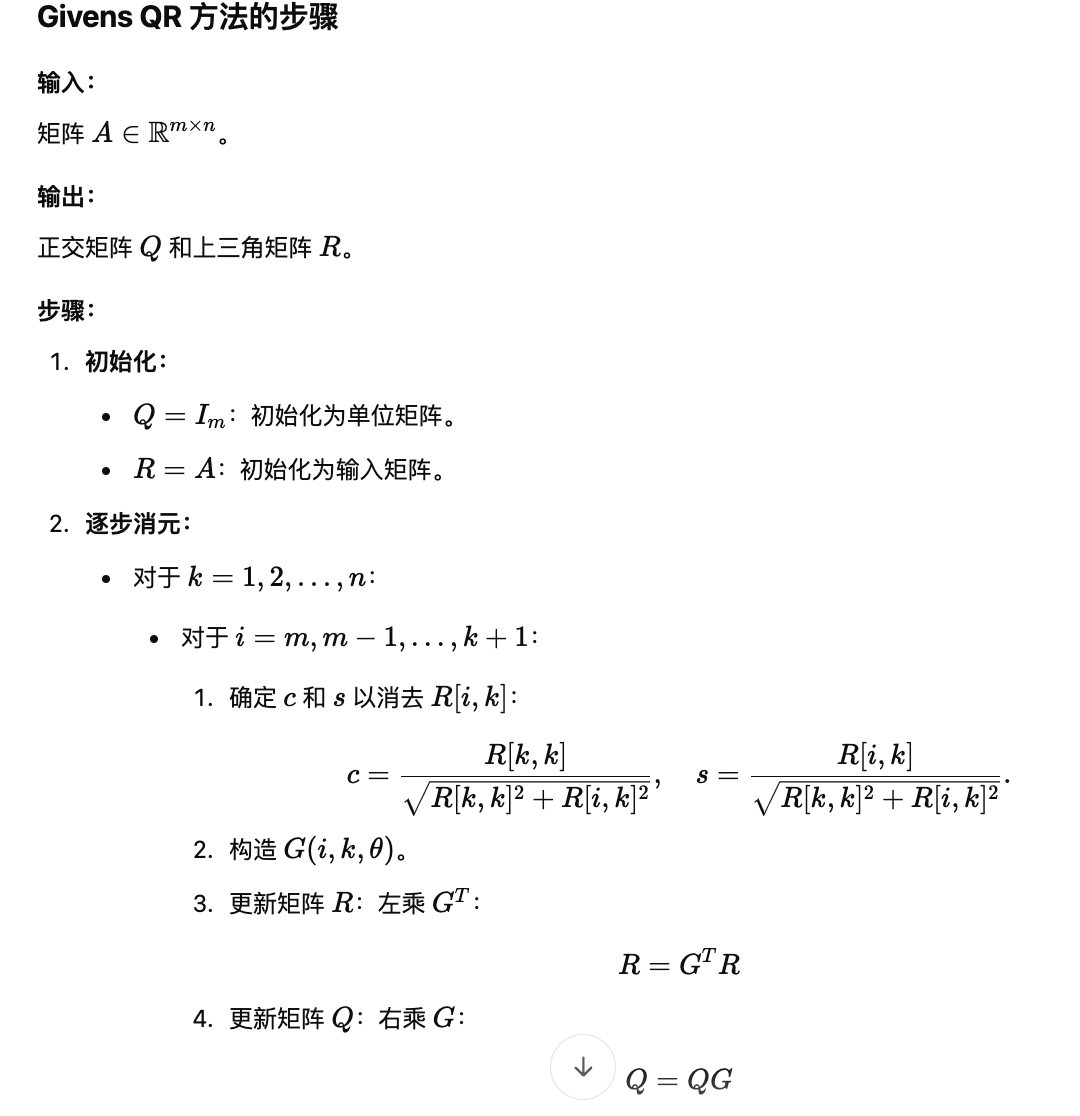 Givens QR 方法的步骤
输入：
矩阵 $A \in \mathbb{R}^{m \times n}$。
输出：
正交矩阵 $Q$ 和上三角矩阵 $R$。
步骤：
1. 初始化：
• $Q = I_m$：初始化为单位矩阵。
• $R = A$：初始化为输入矩阵。
2. 逐步消元：
• 对于 $k = 1, 2, \ldots, n$：
• 对于 $i = m, m - 1, \ldots, k + 1$：
1. 确定 $c$ 和 $s$ 以消去 $R[i, k]$：
$c = \frac{R[k, k]}{\sqrt{R[k, k]^2 + R[i, k]^2}}, \quad s = \frac{R[i, k]}{\sqrt{R[k, k]^2 + R[i, k]^2}}.$
2. 构造 $G(i, k, \theta)$。
3. 更新矩阵 $R$：左乘 $G^T$：
$R = G^T R$
4. 更新矩阵 $Q$：右乘 $G$：
$Q = QG$